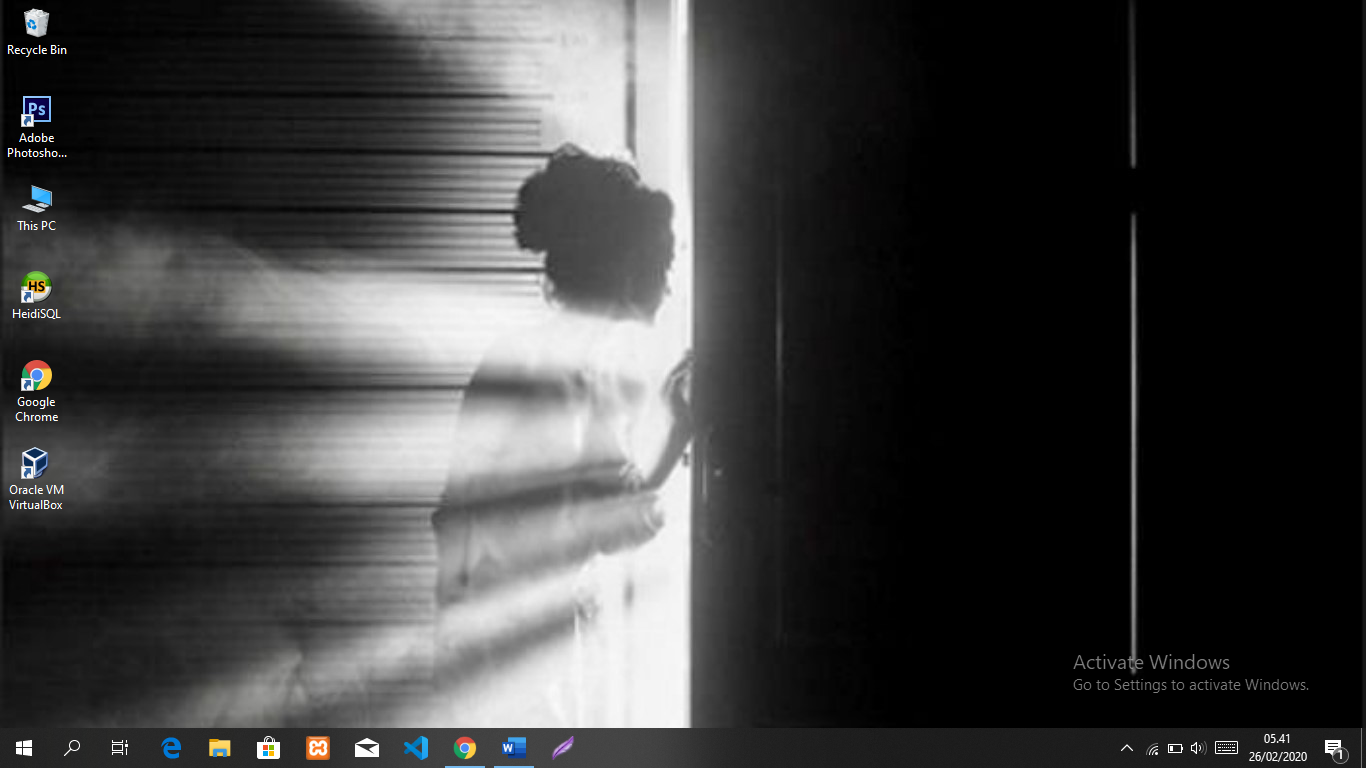 Recycle Bin
Ps
Adobe
Photosho...
This PC
HS
HeidiSQL
Google
Chrome
Oracle VM
VirtualBox
Activate Windows
Go to Settings to activate Windows.
05.41
26/02/2020
1